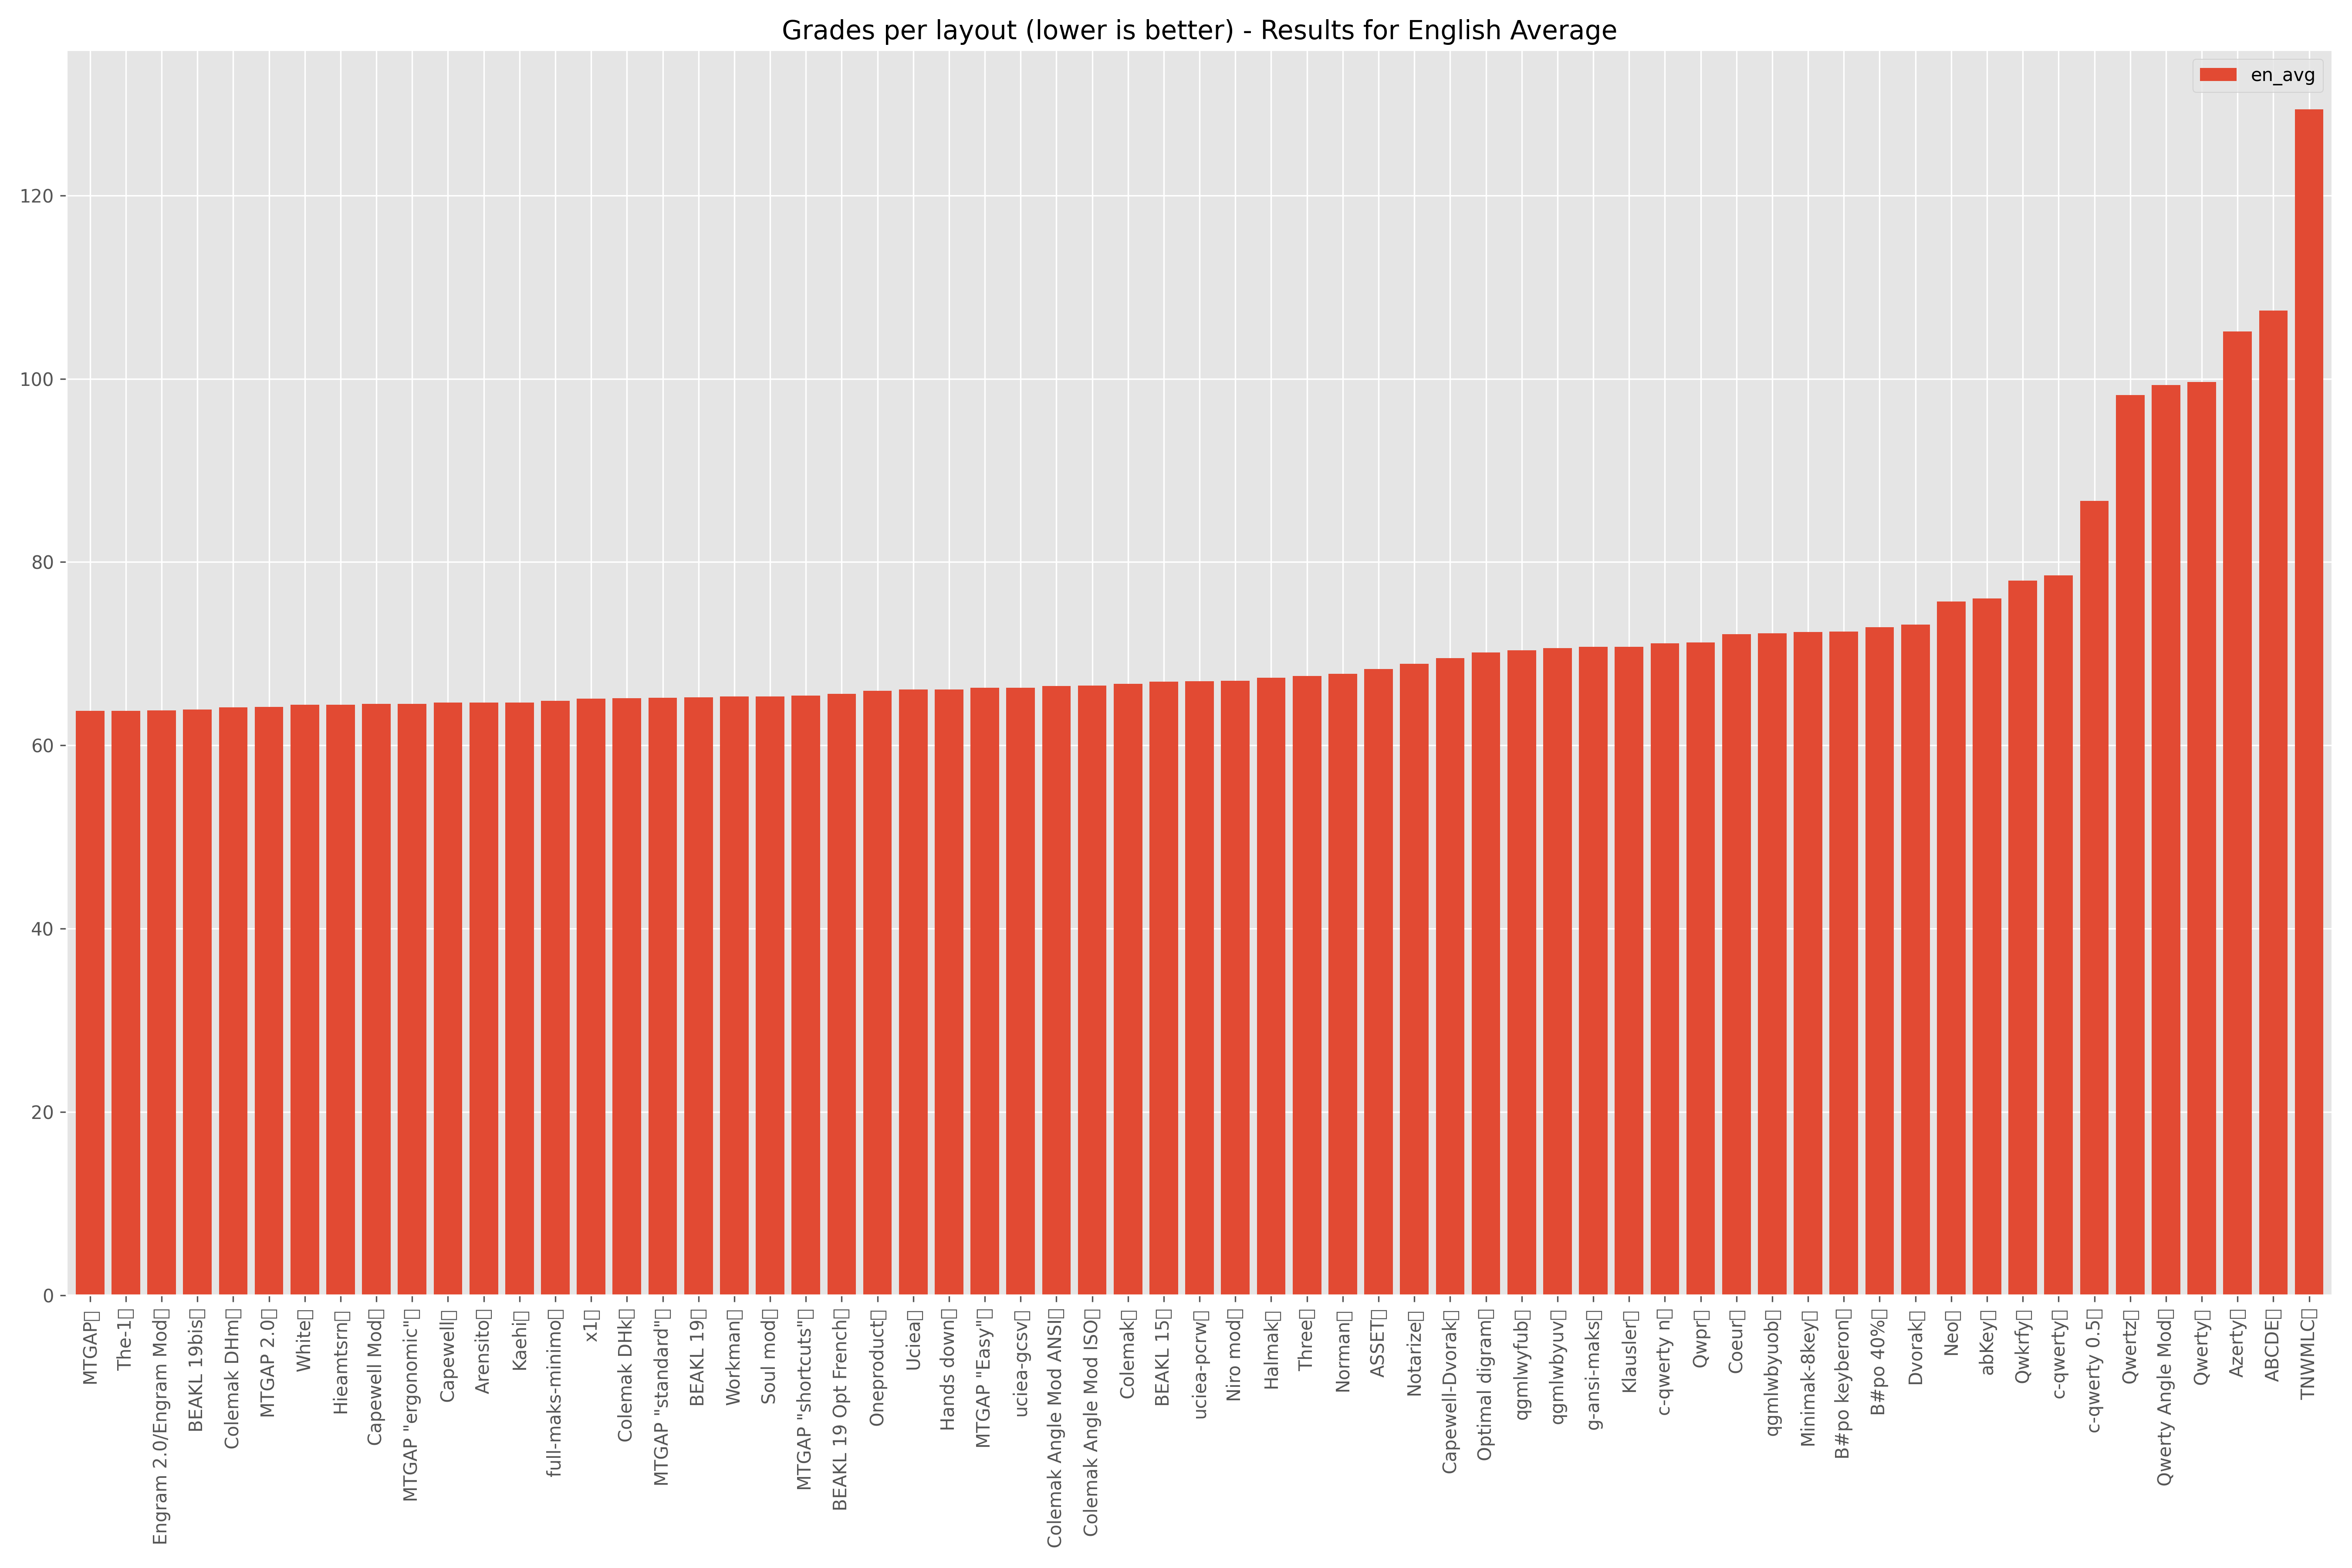 Grades per layout (lower is better) - Results for English Average
en_avg
120
100
80
60
40
20
0
MTGAP▯
The-1▯
Engram 2.0/Engram Mod▯
BEAKL 19bis▯
Colemak DHm▯
MTGAP 2.0▯
White▯
Hieamtsrn▯
Capewell Mod▯
MTGAP "ergonomic"▯
Capewell▯
Arensito▯
Kaehi▯
full-maks-minimo▯
x1▯
Colemak DHk▯
MTGAP "standard"▯
BEAKL 19▯
Workman▯
Soul mod▯
MTGAP "shortcuts"▯
BEAKL 19 Opt French▯
Oneproduct▯
Uciea▯
Hands down▯
MTGAP "Easy"▯
uciea-gcsv▯
Colemak Angle Mod ANSI▯
Colemak Angle Mod ISO▯
Colemak▯
BEAKL 15▯
uciea-pcrw▯
Niro mod▯
Halmak▯
Three▯
Norman▯
ASSET▯
Notarize▯
Capewell-Dvorak▯
Optimal digram▯
qgmlwyfub▯
qgmlwbyuv▯
g-ansi-maks▯
Klausler▯
c-qwerty n▯
Qwpr▯
Coeur▯
qgmlwbyuob▯
Minimak-8key▯
B#po keyberon▯
B#po 40%▯
Dvorak▯
Neo▯
abKey▯
Qwkrfy▯
c-qwerty▯
c-qwerty 0.5▯
Qwertz▯
Qwerty Angle Mod▯
Qwerty▯
Azerty▯
ABCDE▯
TNWMLC▯